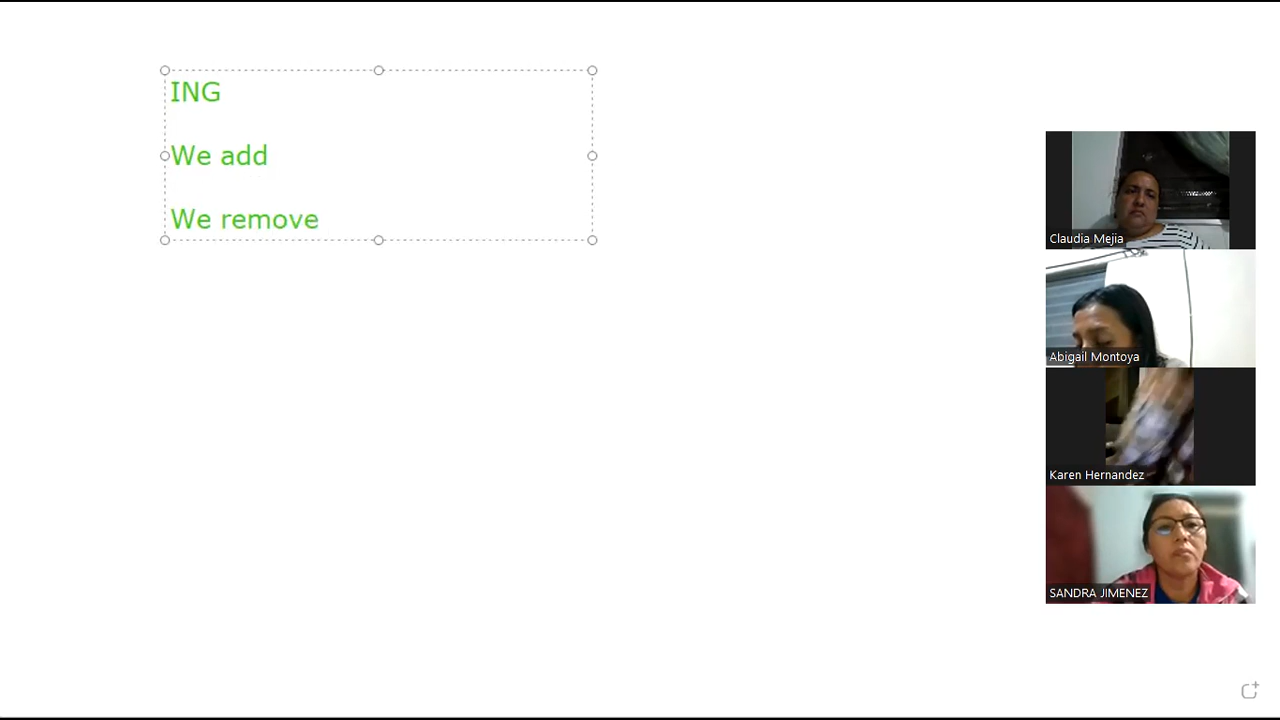 ING
We add
We remove
Claudia Mejia
Abigail Montoya
Karen Hernandez
SANDRA JIMENEZ